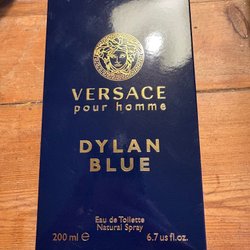 VERSACE
pour homme
DYLAN
BLUE
Eau de Toilette
Natural Spray
200 ml ℮ 6.7 us fl.oz.